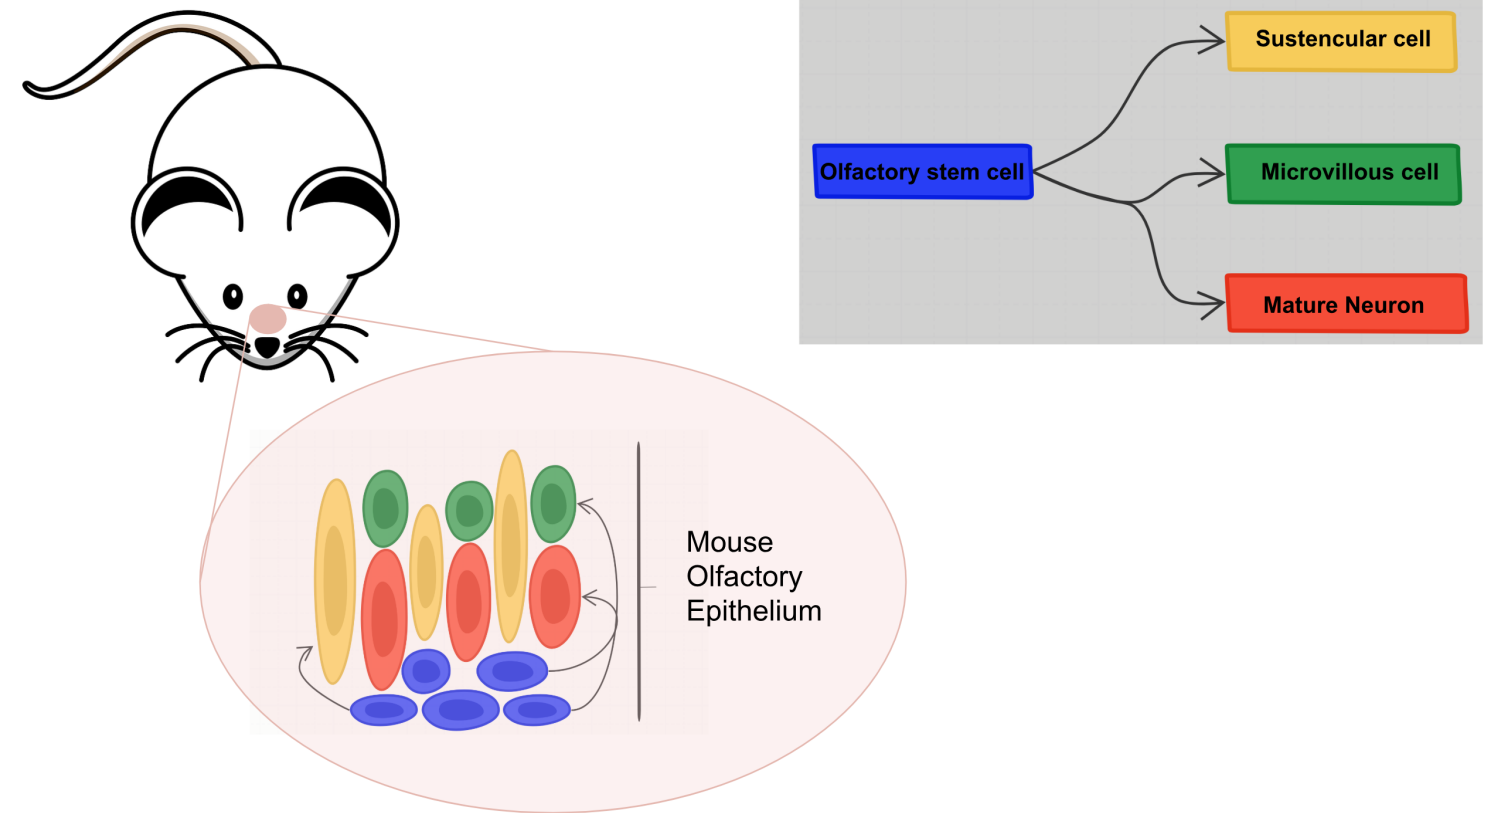 Sustencular cell
Olfactory stem cell
Microvillous cell
Mature Neuron
Mouse
Olfactory
Epithelium